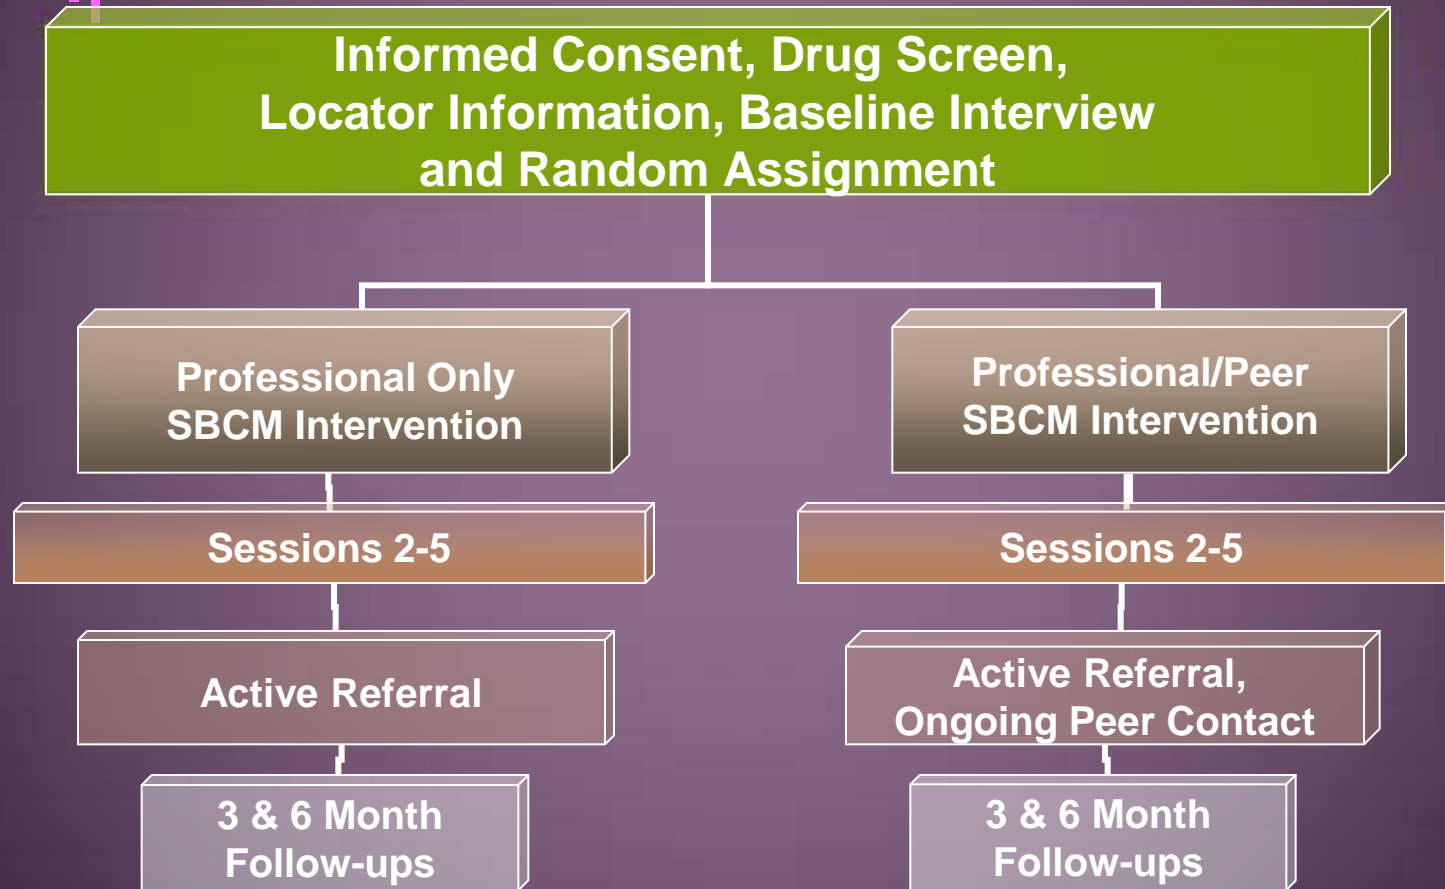 Informed Consent, Drug Screen,
Locator Information, Baseline Interview
and Random Assignment
Professional Only
SBCM Intervention
Professional/Peer
SBCM Intervention
Sessions 2-5
Sessions 2-5
Active Referral
Active Referral,
Ongoing Peer Contact
3 & 6 Month
Follow-ups
3 & 6 Month
Follow-ups